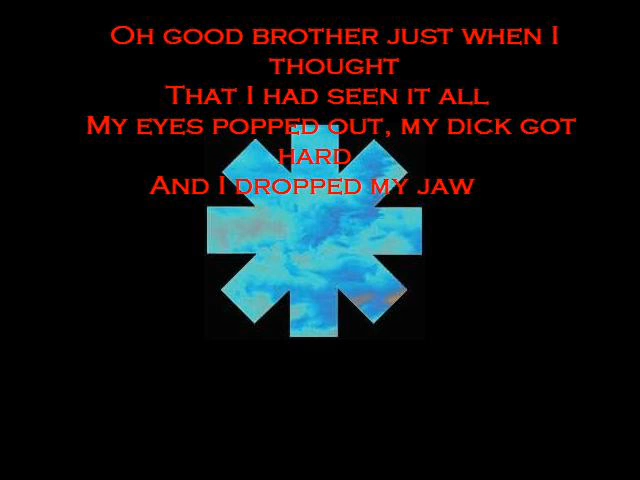 Oh good brother just when I
thought
That I had seen it all
My eyes popped out, my dick got
hard
And I dropped my jaw